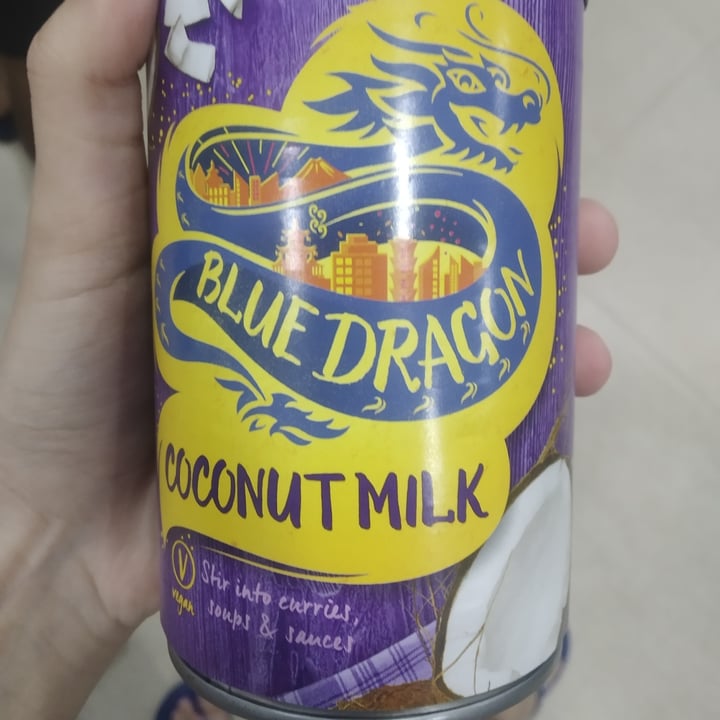 BLUE DRAGON
COCONUT MILK
V
vegan
Stir into curries,
soups & sauces